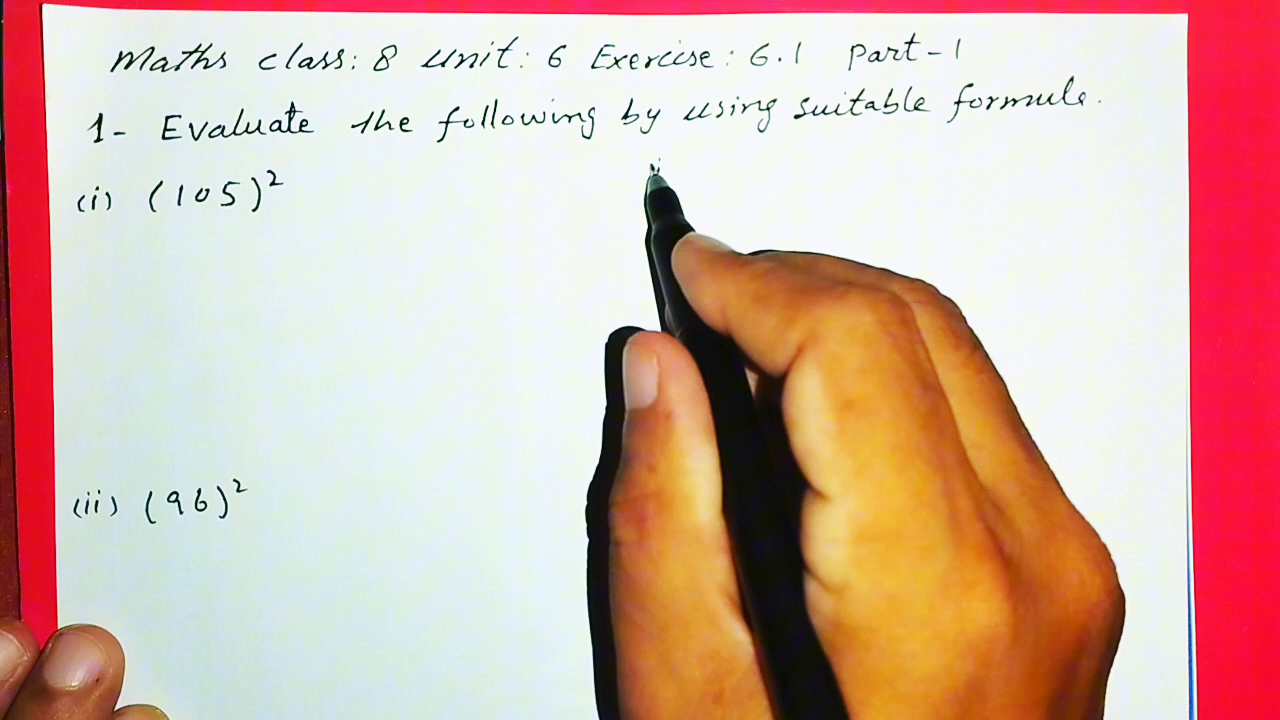 Maths class: 8 unit: 6 Exercise: 6.1 Part-1
1- Evaluate the following by using suitable formule.
(i) (105)²
(ii) (96)²